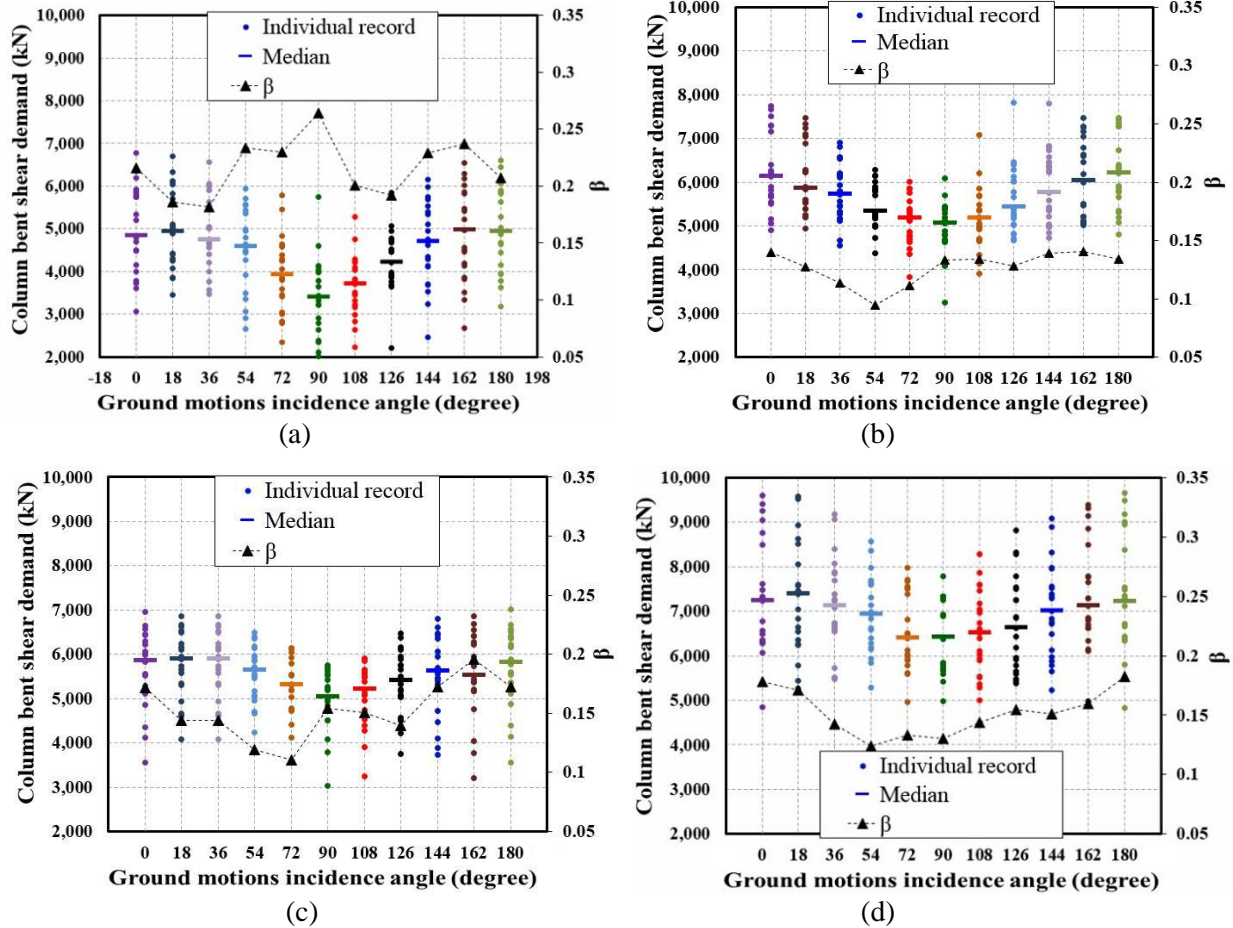 Column bent shear demand (kN)
10,000
9,000
8,000
7,000
6,000
5,000
4,000
3,000
2,000
Individual record
Median
β
0.35
0.3
0.25
0.2
0.15
0.1
0.05
β
-18 0 18 36 54 72 90 108 126 144 162 180 198
Ground motions incidence angle (degree)
(a)
Column bent shear demand (kN)
10,000
9,000
8,000
7,000
6,000
5,000
4,000
3,000
2,000
Individual record
Median
β
0.35
0.3
0.25
0.2
0.15
0.1
0.05
β
0 18 36 54 72 90 108 126 144 162 180
Ground motions incidence angle (degree)
(b)
Column bent shear demand (kN)
10,000
9,000
8,000
7,000
6,000
5,000
4,000
3,000
2,000
Individual record
Median
β
0.35
0.3
0.25
0.2
0.15
0.1
0.05
β
0 18 36 54 72 90 108 126 144 162 180
Ground motions incidence angle (degree)
(c)
Column bent shear demand (kN)
10,000
9,000
8,000
7,000
6,000
5,000
4,000
3,000
2,000
Individual record
Median
β
0.35
0.3
0.25
0.2
0.15
0.1
0.05
β
0 18 36 54 72 90 108 126 144 162 180
Ground motions incidence angle (degree)
(d)